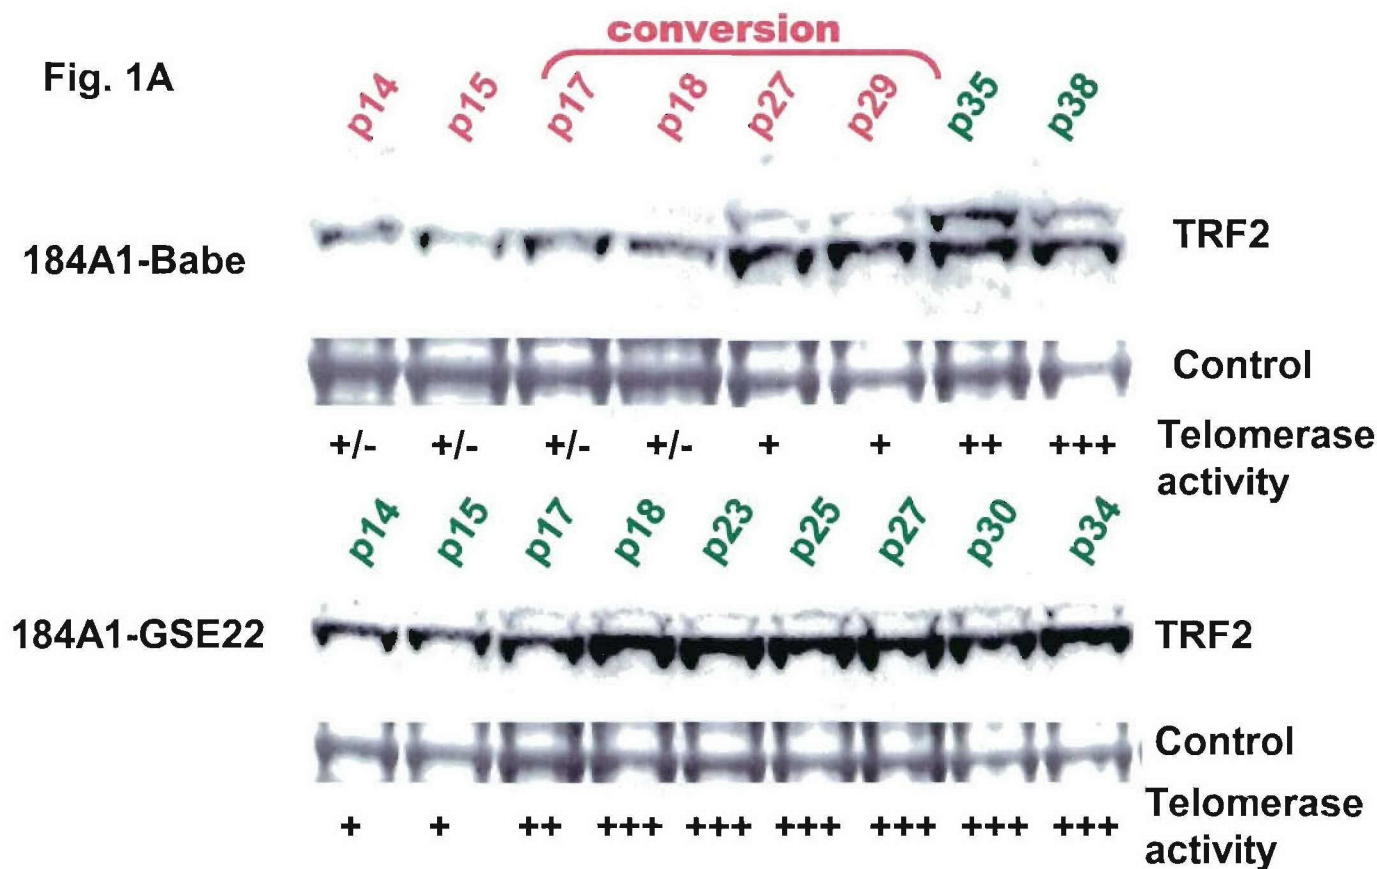 conversion
Fig. 1A
p14 p15 p17 p18 p27 p29 p35 p38
184A1-Babe
TRF2
Control
+/- +/- +/- +/- + + ++ +++
Telomerase
activity
p14 p15 p17 p18 p23 p25 p27 p30 p34
184A1-GSE22
TRF2
Control
+ + ++ +++ +++ +++ +++ +++ +++
Telomerase
activity